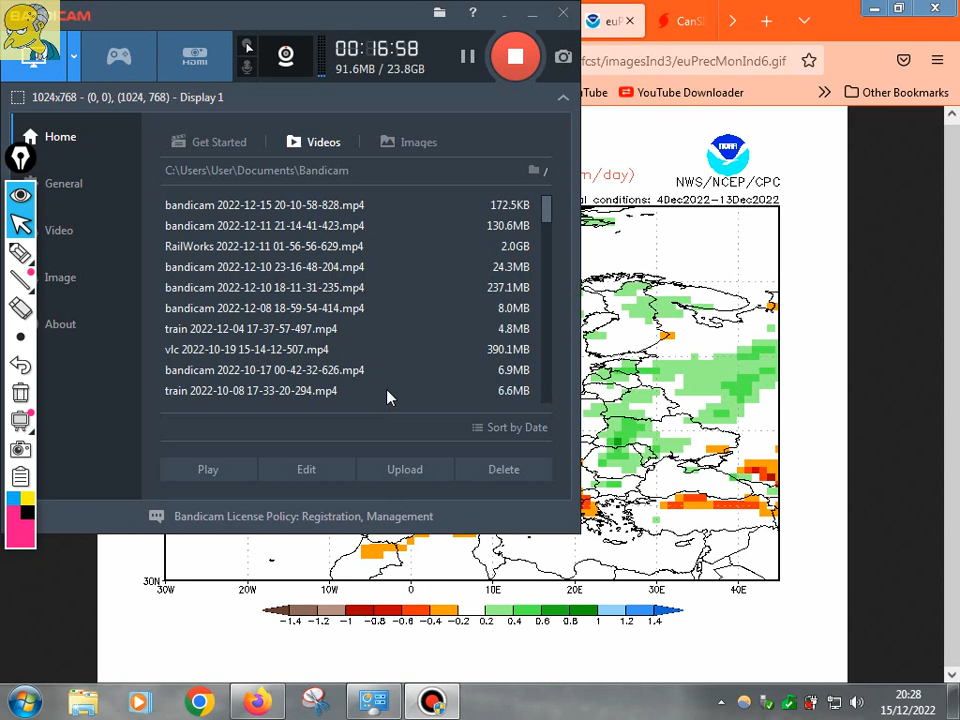 BANDICAM
?
euP
CanS
00:16:58
91.6MB / 23.8GB
HDMI
fcst/imagesInd3/euPrecMonInd6.gif
uTube
YouTube Downloader
Other Bookmarks
1024x768 - (0, 0), (1024, 768) - Display 1
Home
General
Video
Image
About
Get Started
Videos
Images
C:\Users\User\Documents\Bandicam
/
bandicam 2022-12-15 20-10-58-828.mp4 172.5KB
bandicam 2022-12-11 21-14-41-423.mp4 130.6MB
RailWorks 2022-12-11 01-56-56-629.mp4 2.0GB
bandicam 2022-12-10 23-16-48-204.mp4 24.3MB
bandicam 2022-12-10 18-11-31-235.mp4 237.1MB
bandicam 2022-12-08 18-59-54-414.mp4 8.0MB
train 2022-12-04 17-37-57-497.mp4 4.8MB
vlc 2022-10-19 15-14-12-507.mp4 390.1MB
bandicam 2022-10-17 00-42-32-626.mp4 6.9MB
train 2022-10-08 17-33-20-294.mp4 6.6MB
Sort by Date
Play
Edit
Upload
Delete
Bandicam License Policy: Registration, Management
m/day)
NOAA
NWS/NCEP/CPC
al conditions: 4Dec2022-13Dec2022
30N
30W 20W 10W 0 10E 20E 30E 40E
-1.4 -1.2 -1 -0.8 -0.6 -0.4 -0.2 0.2 0.4 0.6 0.8 1 1.2 1.4
20:28
15/12/2022